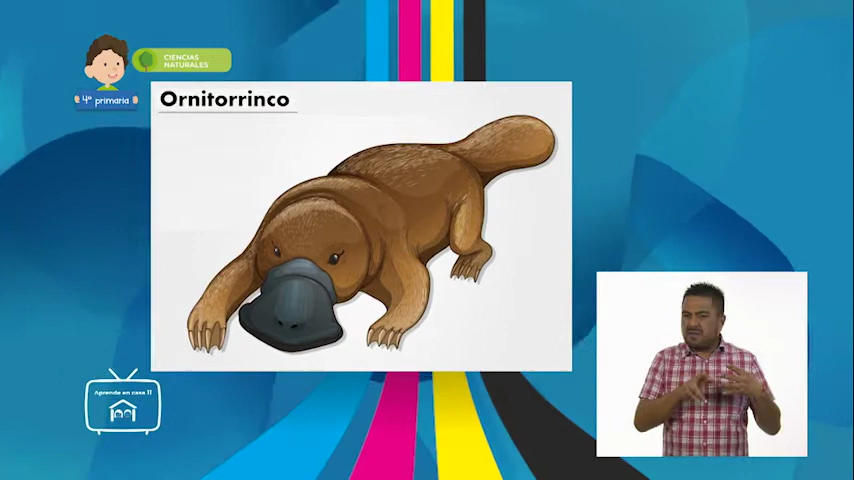 CIENCIAS
NATURALES
4º primaria
Ornitorrinco
Aprende en casa II